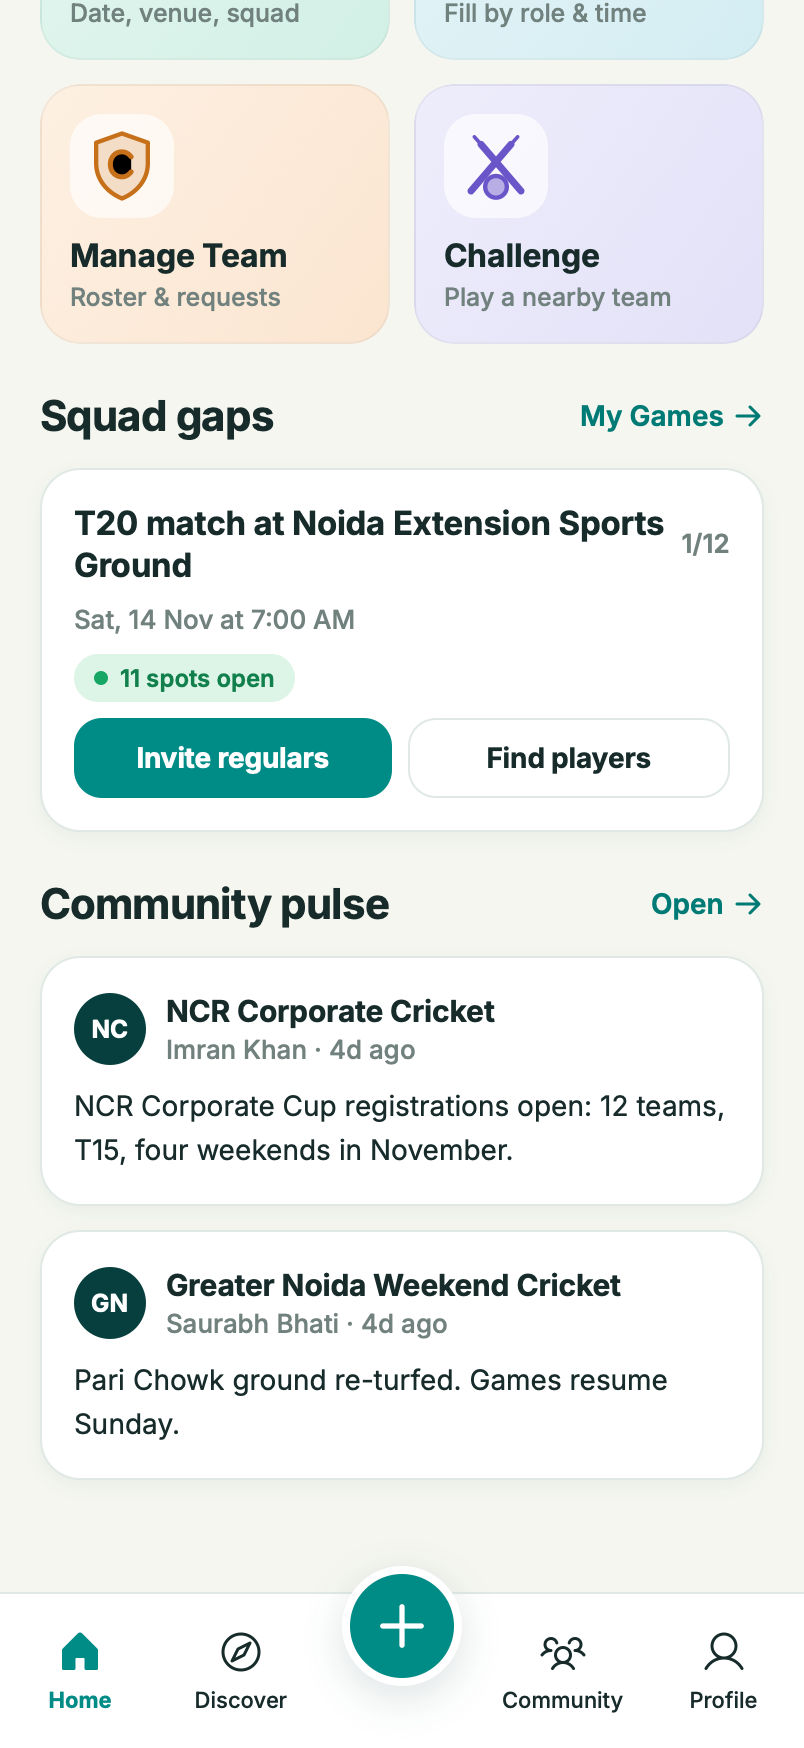 Date, venue, squad
Fill by role & time
Manage Team
Roster & requests
Challenge
Play a nearby team
Squad gaps
My Games →
T20 match at Noida Extension Sports
Ground
1/12
Sat, 14 Nov at 7:00 AM
11 spots open
Invite regulars
Find players
Community pulse
Open →
NC
NCR Corporate Cricket
Imran Khan · 4d ago
NCR Corporate Cup registrations open: 12 teams,
T15, four weekends in November.
GN
Greater Noida Weekend Cricket
Saurabh Bhati · 4d ago
Pari Chowk ground re-turfed. Games resume
Sunday.
Home
Discover
Community
Profile